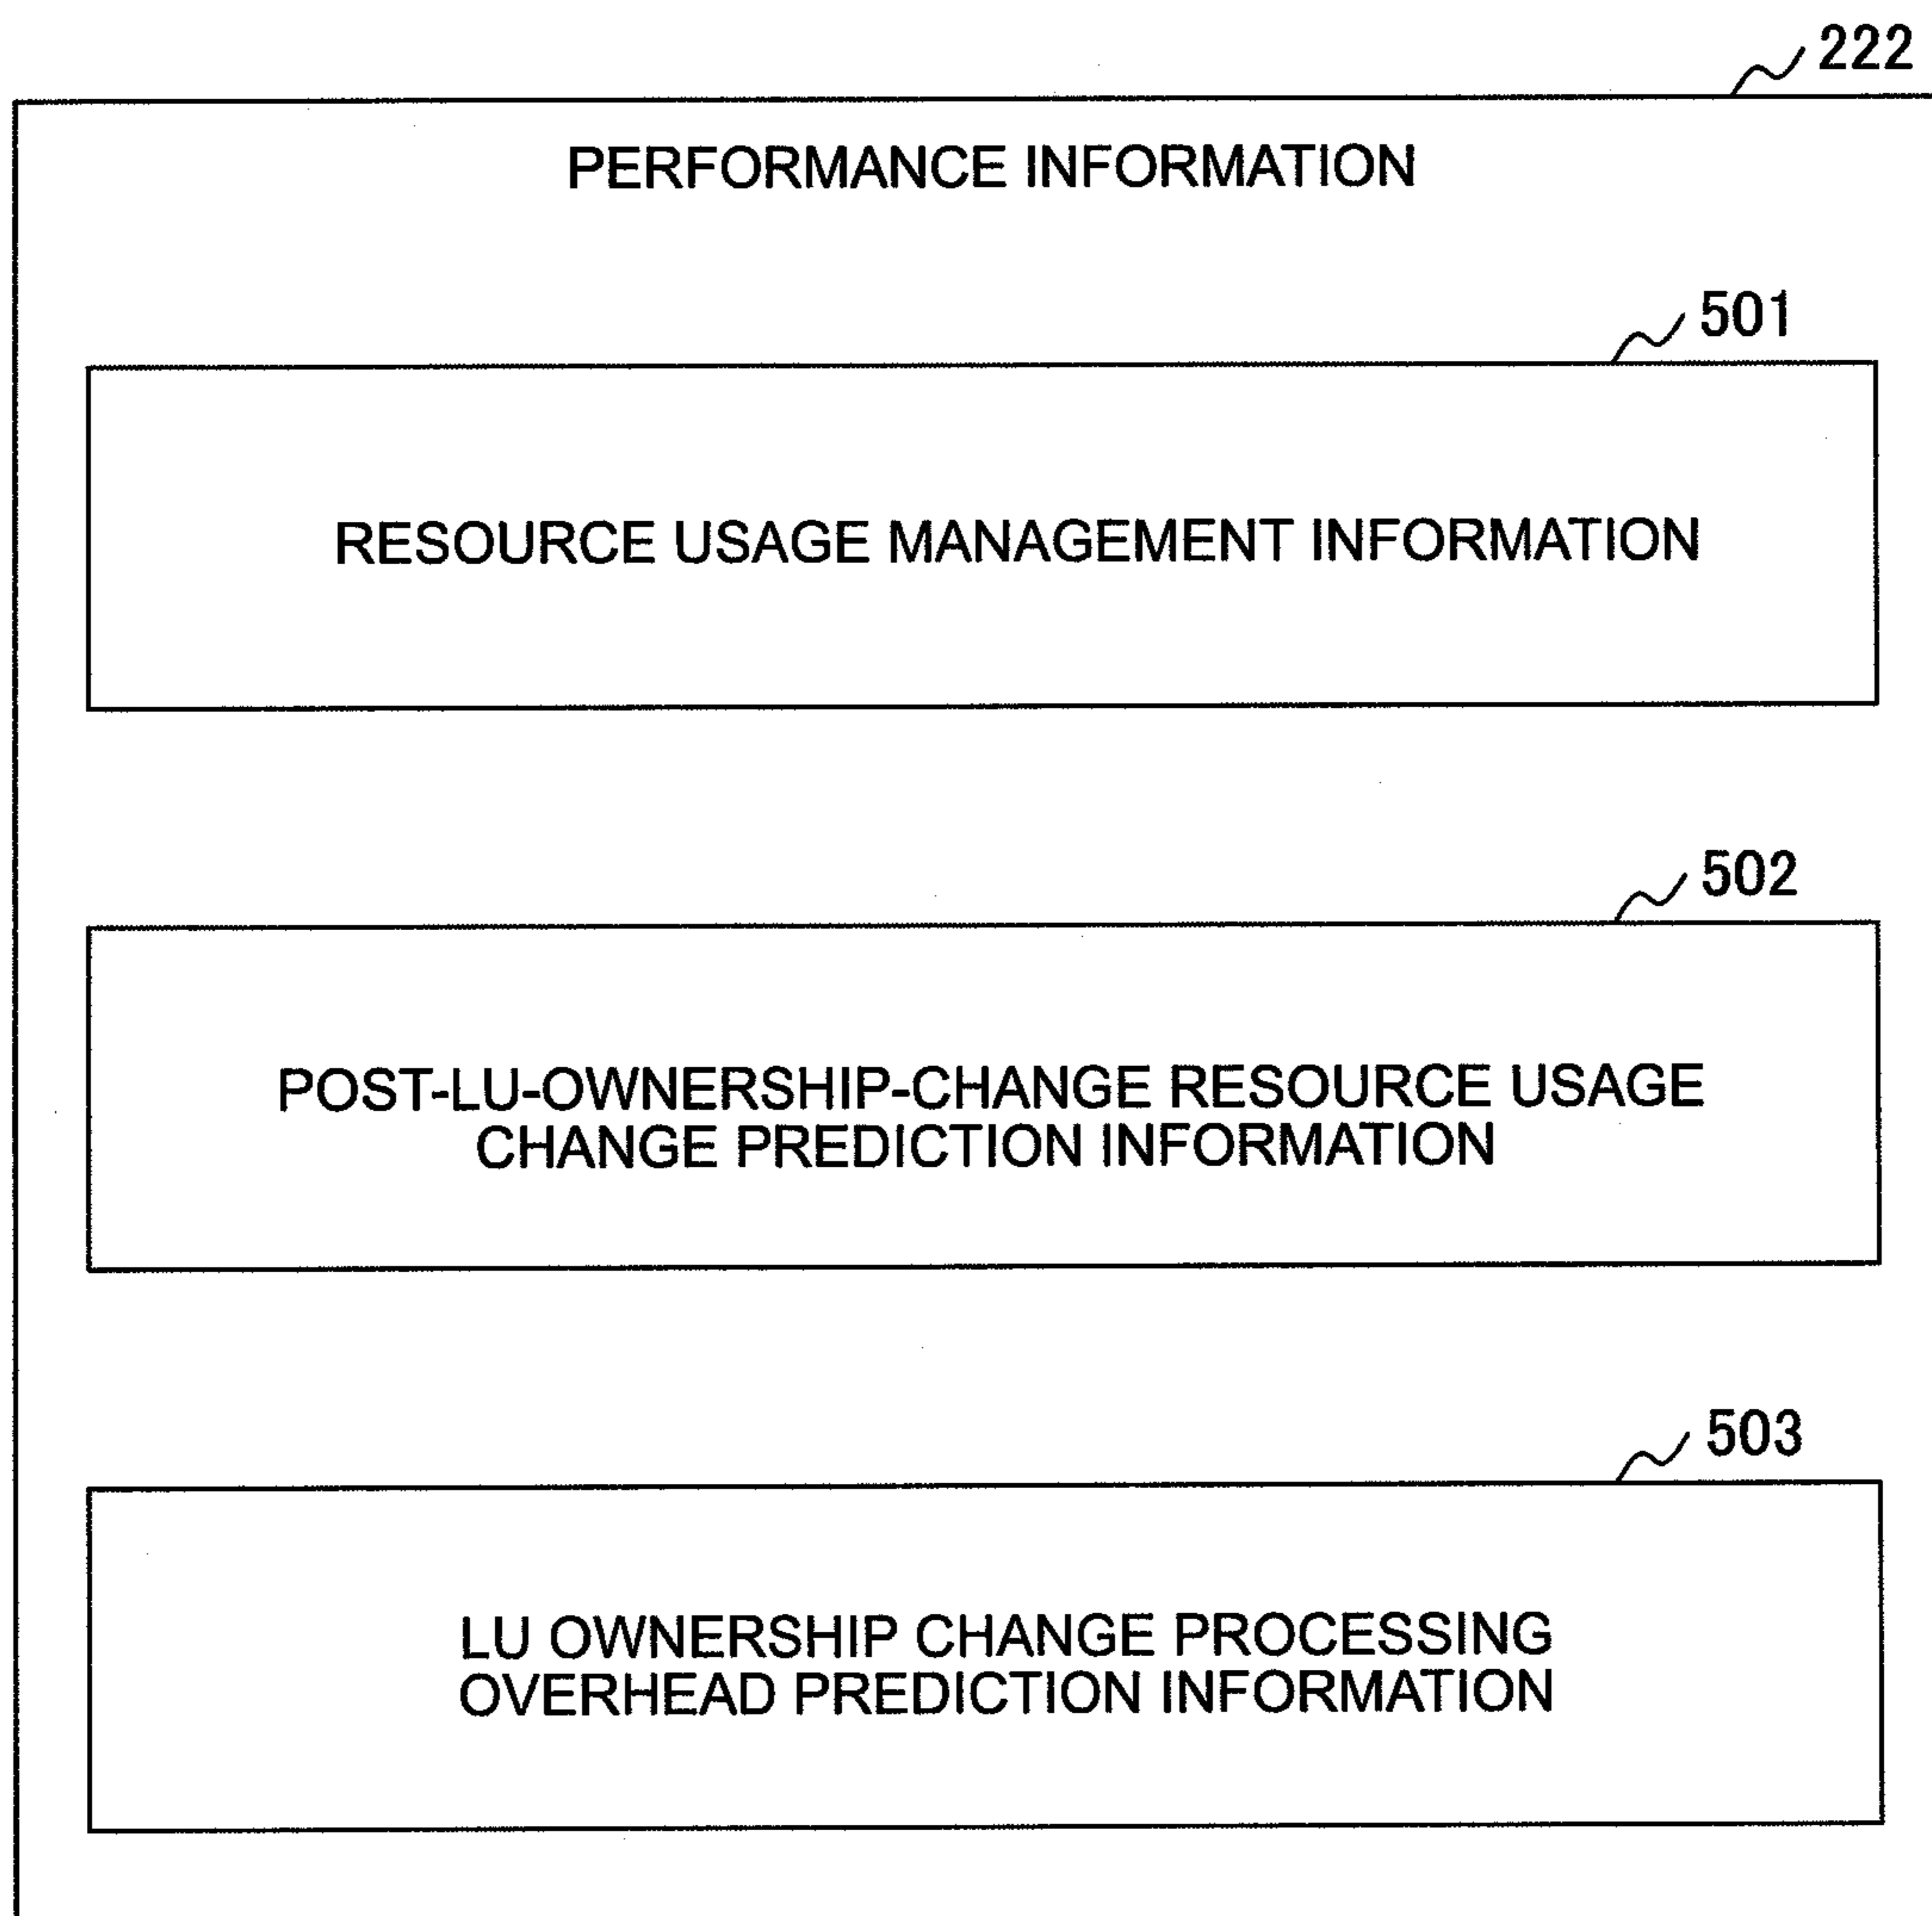 222
PERFORMANCE INFORMATION
501
RESOURCE USAGE MANAGEMENT INFORMATION
502
POST-LU-OWNERSHIP-CHANGE RESOURCE USAGE
CHANGE PREDICTION INFORMATION
503
LU OWNERSHIP CHANGE PROCESSING
OVERHEAD PREDICTION INFORMATION